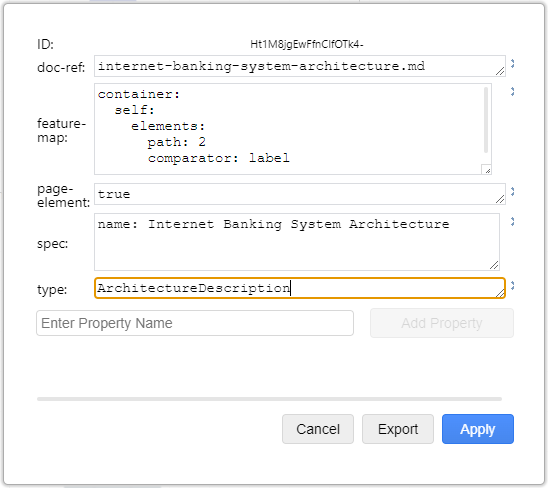 ID: Ht1M8jgEwFfnCIfOTk4-
doc-ref: internet-banking-system-architecture.md
feature-map:
container:
self:
elements:
path: 2
comparator: label
page-element: true
spec: name: Internet Banking System Architecture
type: ArchitectureDescription
Enter Property Name Add Property
Cancel Export Apply